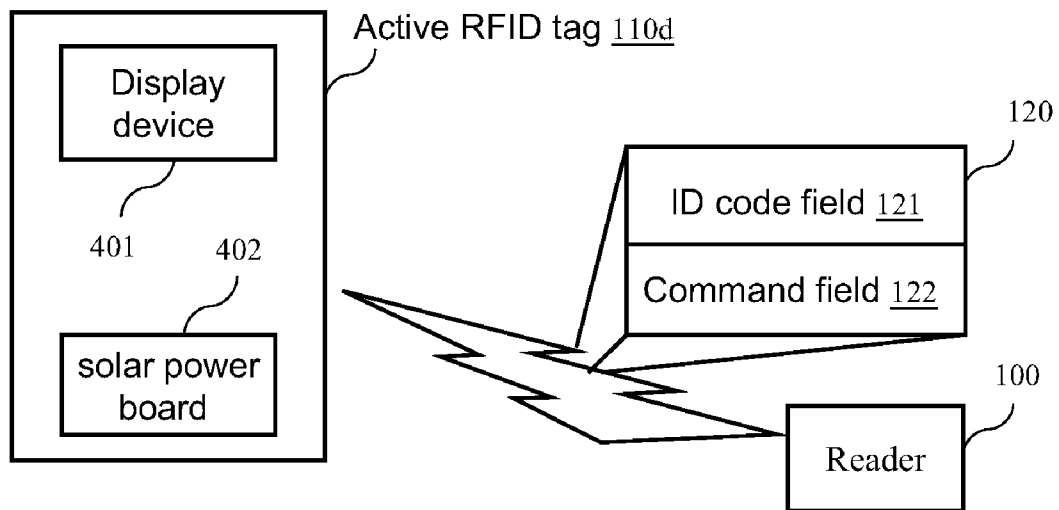 Active RFID tag 110d
Display
device
401
402
solar power
board
120
ID code field 121
Command field 122
100
Reader